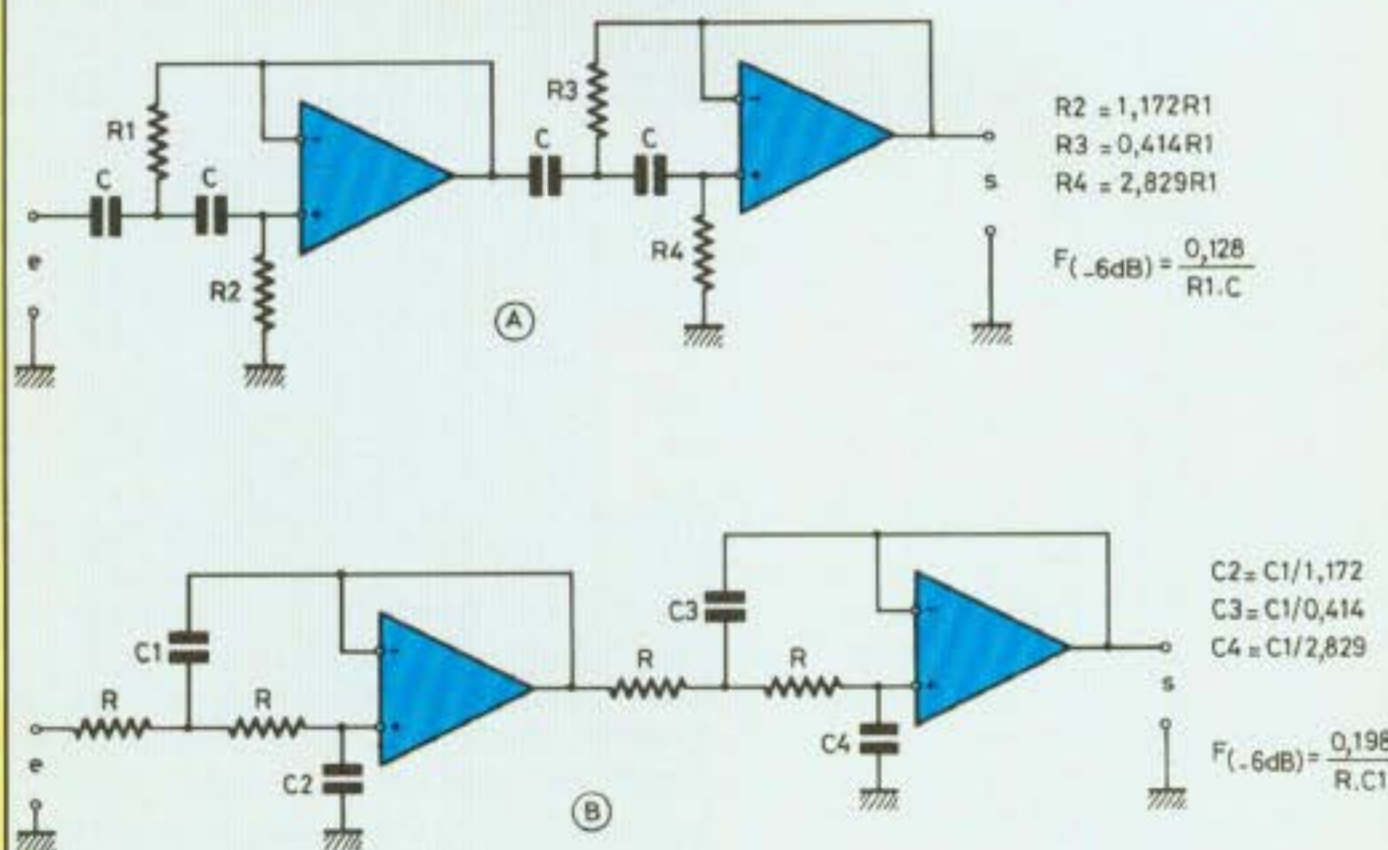 R1
C
C
e
R2
-
+
R3
C
C
R4
-
+
s
A
R2 = 1,172R1
R3 = 0,414R1
R4 = 2,829R1
F(-6dB) = 0,128
R1.C
C1
R
R
e
C2
-
+
C3
R
R
C4
-
+
s
B
C2 = C1/1,172
C3 = C1/0,414
C4 = C1/2,829
F(-6dB) = 0,198
R.C1